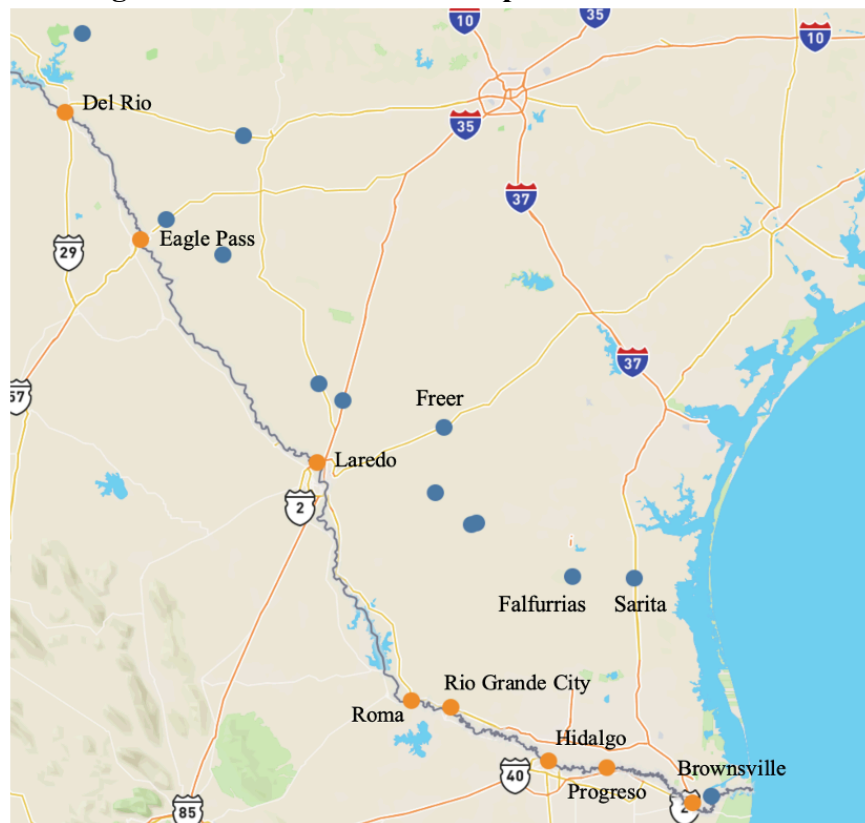 10
35
10
Del Rio
35
37
Eagle Pass
29
37
57
Freer
Laredo
2
Falfurrias
Sarita
Rio Grande City
Roma
Hidalgo
40
Progreso
Brownsville
2
85